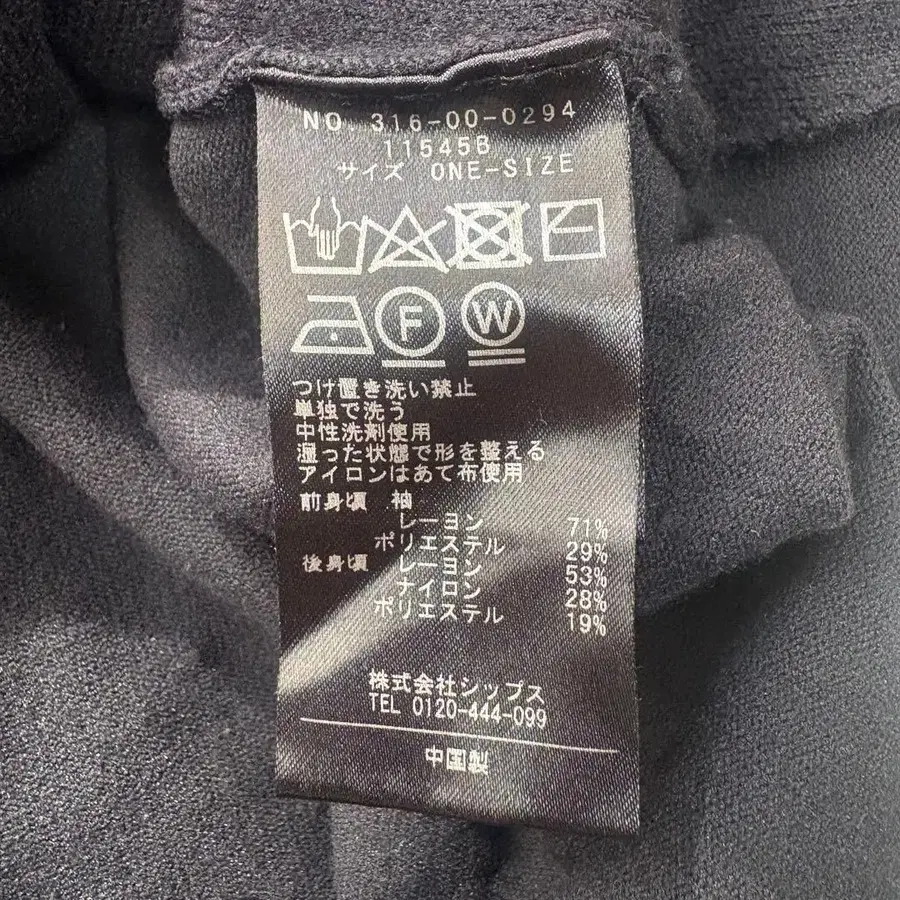 NO. 316-00-0294
11545B
サイズ ONE-SIZE
F W
つけ置き洗い禁止
単独で洗う
中性洗剤使用
湿った状態で形を整える
アイロンはあて布使用
前身頃 袖
レーヨン 71%
ポリエステル 29%
後身頃 レーヨン 53%
ナイロン 28%
ポリエステル 19%
株式会社シップス
TEL 0120-444-099
中国製